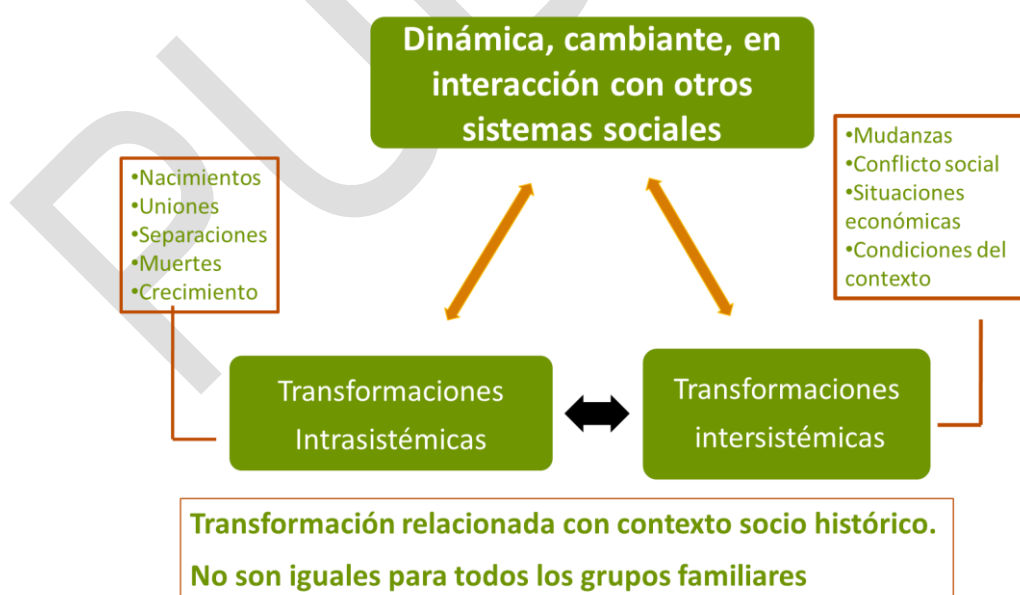 Dinámica, cambiante, en
interacción con otros
sistemas sociales
•Nacimientos
•Uniones
•Separaciones
•Muertes
•Crecimiento
•Mudanzas
•Conflicto social
•Situaciones
económicas
•Condiciones del
contexto
Transformaciones
Intrasistémicas
Transformaciones
intersistémicas
Transformación relacionada con contexto socio histórico.
No son iguales para todos los grupos familiares